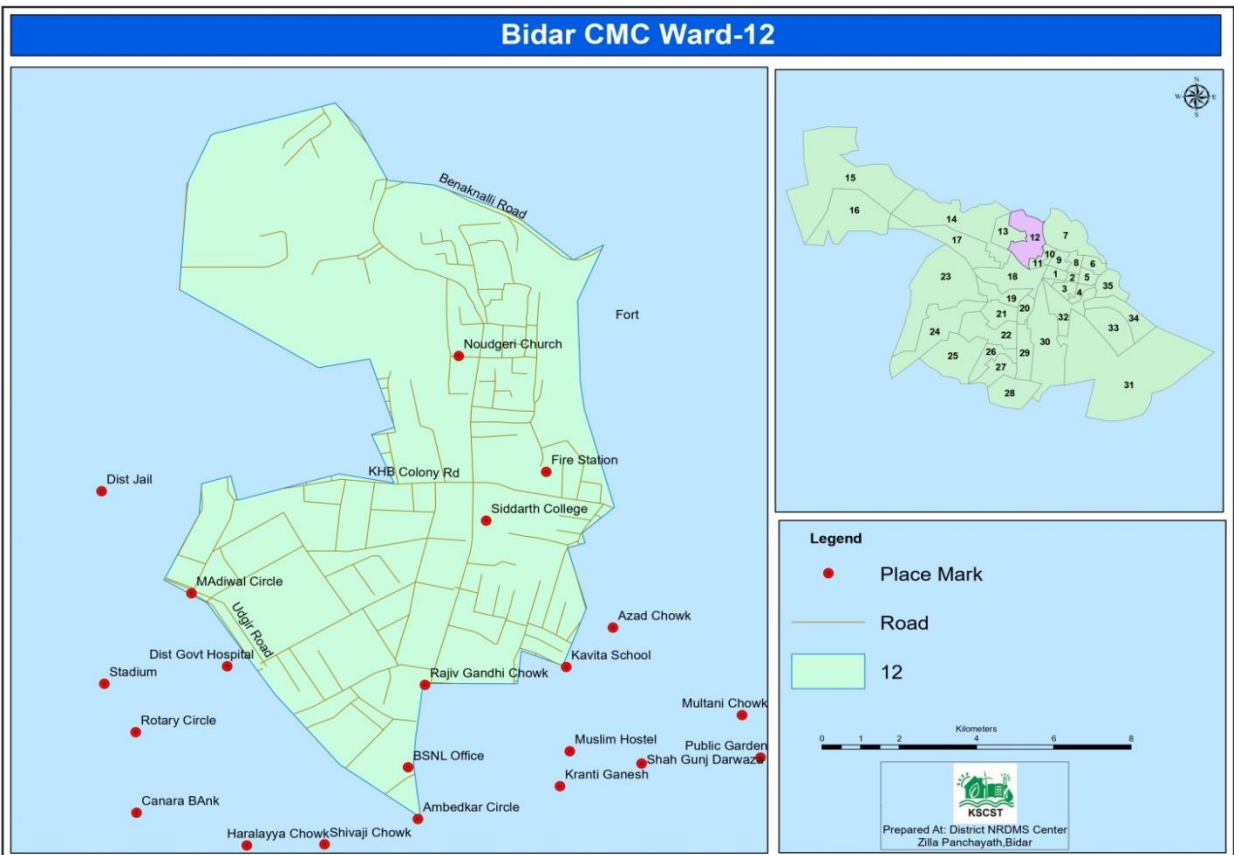 Bidar CMC Ward-12
Benaknalli Road
Fort
Noudgeri Church
KHB Colony Rd
Fire Station
Dist Jail
Siddarth College
MAdiwal Circle
Udgir Road
Azad Chowk
Dist Govt Hospital
Kavita School
Stadium
Rajiv Gandhi Chowk
Multani Chowk
Rotary Circle
Muslim Hostel
Public Garden
BSNL Office
Shah Gunj Darwaza
Kranti Ganesh
Canara BAnk
Ambedkar Circle
Haralayya Chowk
Shivaji Chowk
N
W E
S
15
16
14
13
12
7
17
10
9
8
6
11
18
1
2
5
23
3
4
35
19
20
21
32
34
33
24
22
30
25
26
29
27
31
28
Legend
Place Mark
Road
12
Kilometers
0 1 2 4 6 8
KSCST
Prepared At: District NRDMS Center
Zilla Panchayath,Bidar